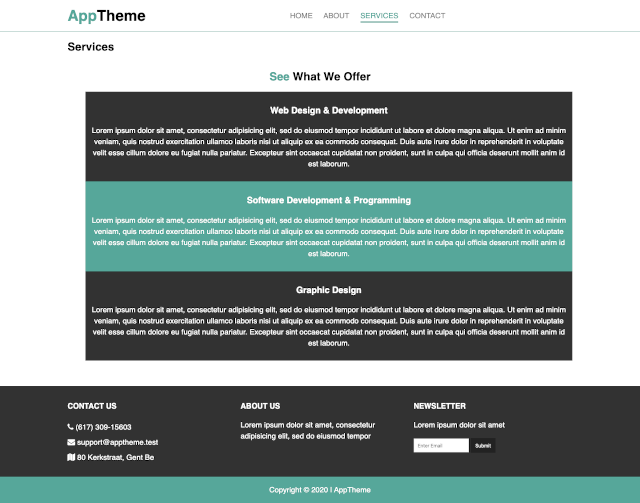 AppTheme
HOME ABOUT SERVICES CONTACT
Services
See What We Offer
Web Design & Development
Lorem ipsum dolor sit amet, consectetur adipisicing elit, sed do eiusmod tempor incididunt ut labore et dolore magna aliqua. Ut enim ad minim
veniam, quis nostrud exercitation ullamco laboris nisi ut aliquip ex ea commodo consequat. Duis aute irure dolor in reprehenderit in voluptate
velit esse cillum dolore eu fugiat nulla pariatur. Excepteur sint occaecat cupidatat non proident, sunt in culpa qui officia deserunt mollit anim id
est laborum.
Software Development & Programming
Lorem ipsum dolor sit amet, consectetur adipisicing elit, sed do eiusmod tempor incididunt ut labore et dolore magna aliqua. Ut enim ad minim
veniam, quis nostrud exercitation ullamco laboris nisi ut aliquip ex ea commodo consequat. Duis aute irure dolor in reprehenderit in voluptate
velit esse cillum dolore eu fugiat nulla pariatur. Excepteur sint occaecat cupidatat non proident, sunt in culpa qui officia deserunt mollit anim id
est laborum.
Graphic Design
Lorem ipsum dolor sit amet, consectetur adipisicing elit, sed do eiusmod tempor incididunt ut labore et dolore magna aliqua. Ut enim ad minim
veniam, quis nostrud exercitation ullamco laboris nisi ut aliquip ex ea commodo consequat. Duis aute irure dolor in reprehenderit in voluptate
velit esse cillum dolore eu fugiat nulla pariatur. Excepteur sint occaecat cupidatat non proident, sunt in culpa qui officia deserunt mollit anim id
est laborum.
CONTACT US
(617) 309-15603
support@apptheme.test
80 Kerkstraat, Gent Be
ABOUT US
Lorem ipsum dolor sit amet, consectetur
adipisicing elit, sed do eiusmod tempor
NEWSLETTER
Lorem ipsum dolor sit amet
Enter Email Submit
Copyright © 2020 | AppTheme